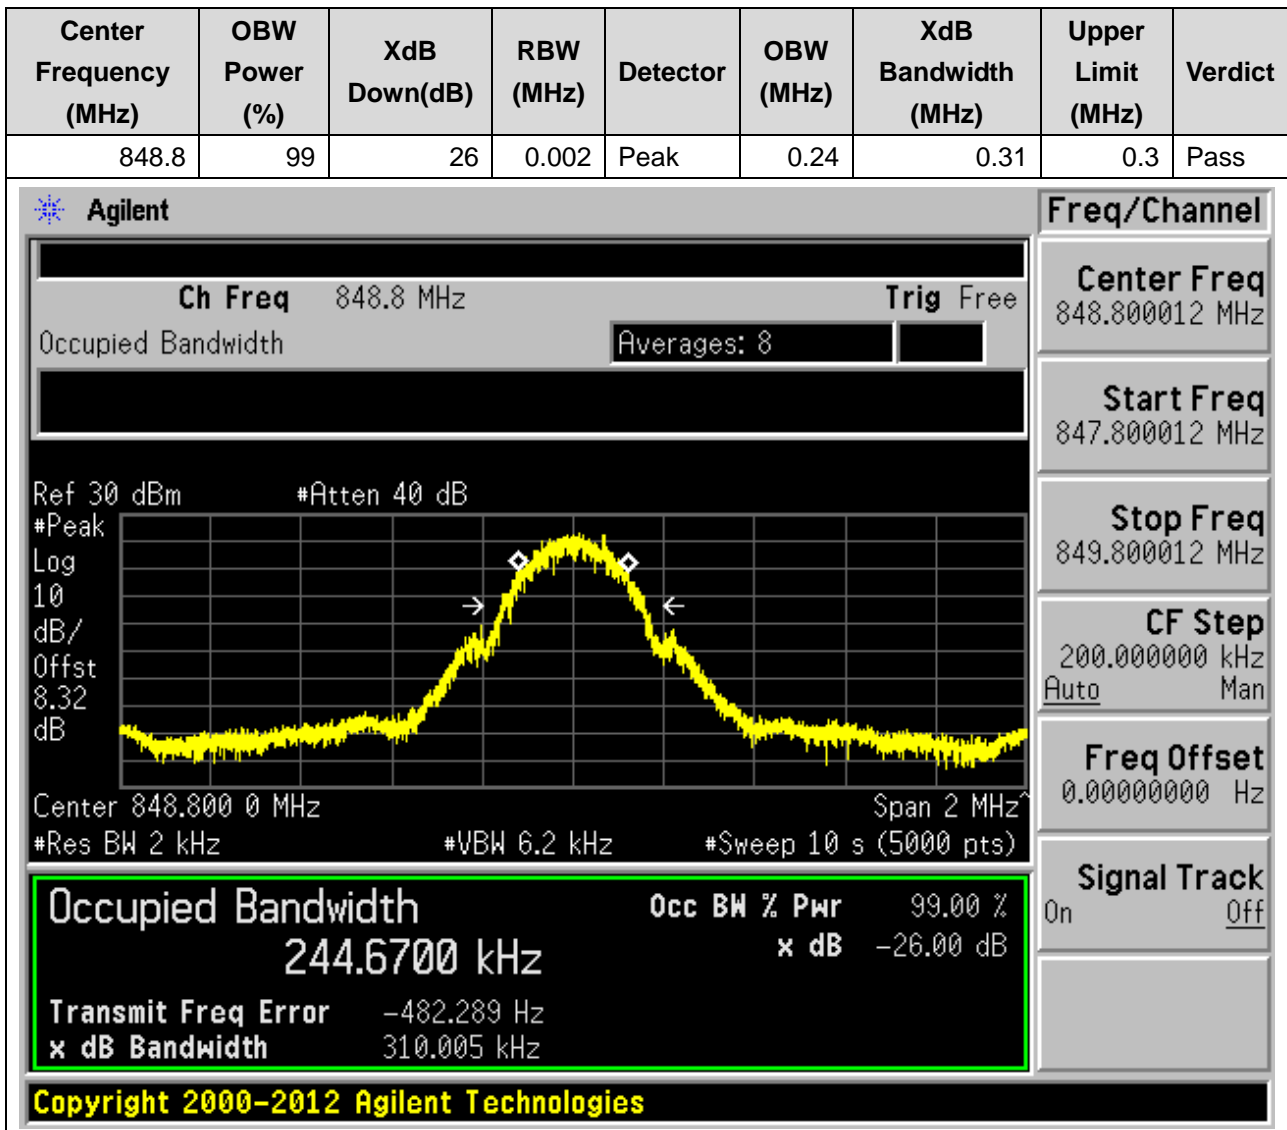 Center Frequency (MHz) OBW Power (%) XdB Down(dB) RBW (MHz) Detector OBW (MHz) XdB Bandwidth (MHz) Upper Limit (MHz) Verdict
848.8 99 26 0.002 Peak 0.24 0.31 0.3 Pass
Agilent
Freq/Channel
Ch Freq 848.8 MHz Trig Free
Occupied Bandwidth Averages: 8
Center Freq
848.800012 MHz
Start Freq
847.800012 MHz
Stop Freq
849.800012 MHz
CF Step
200.000000 kHz
Auto Man
Freq Offset
0.00000000 Hz
Signal Track
On Off
Ref 30 dBm #Atten 40 dB
#Peak
Log
10
dB/
Offst
8.32
dB
Center 848.800 0 MHz Span 2 MHz^
#Res BW 2 kHz #VBW 6.2 kHz #Sweep 10 s (5000 pts)
Occupied Bandwidth
244.6700 kHz
Occ BW % Pwr 99.00 %
x dB -26.00 dB
Transmit Freq Error -482.289 Hz
x dB Bandwidth 310.005 kHz
Copyright 2000-2012 Agilent Technologies